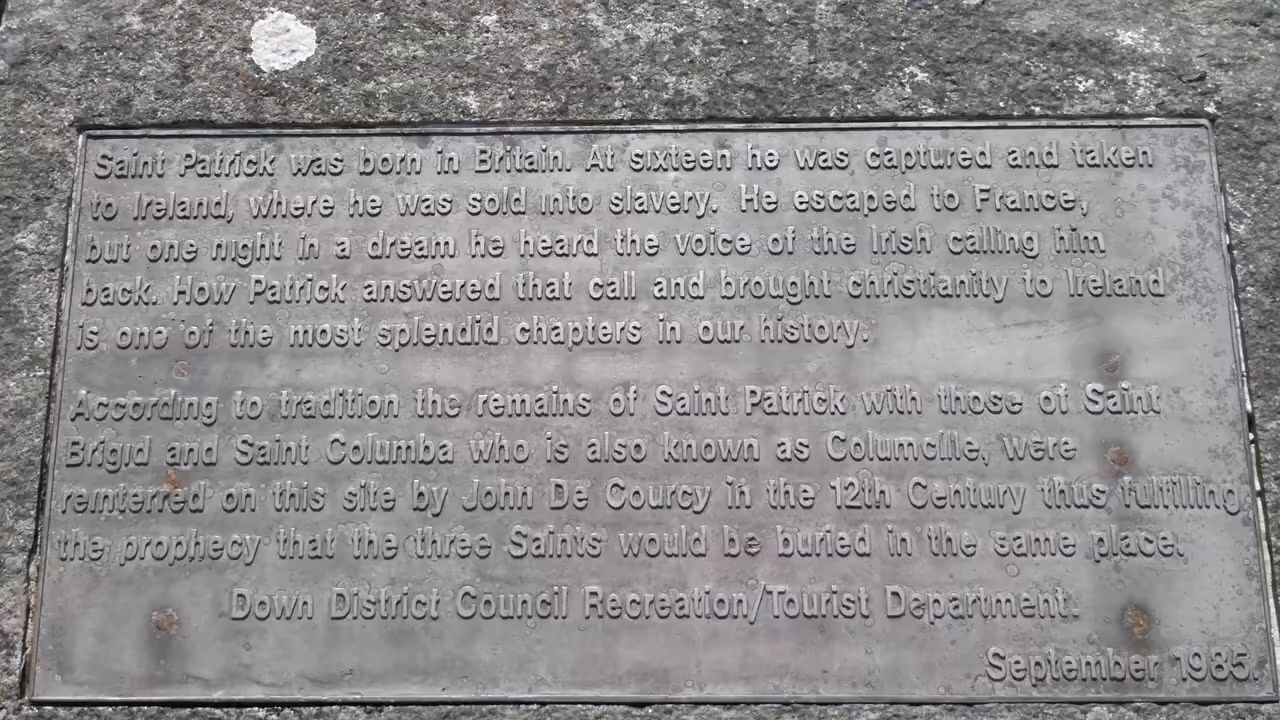 Saint Patrick was born in Britain. At sixteen he was captured and taken
to Ireland, where he was sold into slavery. He escaped to France,
but one night in a dream he heard the voice of the Irish calling him
back. How Patrick answered that call and brought christianity to Ireland
is one of the most splendid chapters in our history.
According to tradition the remains of Saint Patrick with those of Saint
Brigid and Saint Columba who is also known as Columcille, were
reinterred on this site by John De Courcy in the 12th Century thus fulfilling
the prophecy that the three Saints would be buried in the same place.
Down District Council Recreation/Tourist Department.
September 1985.